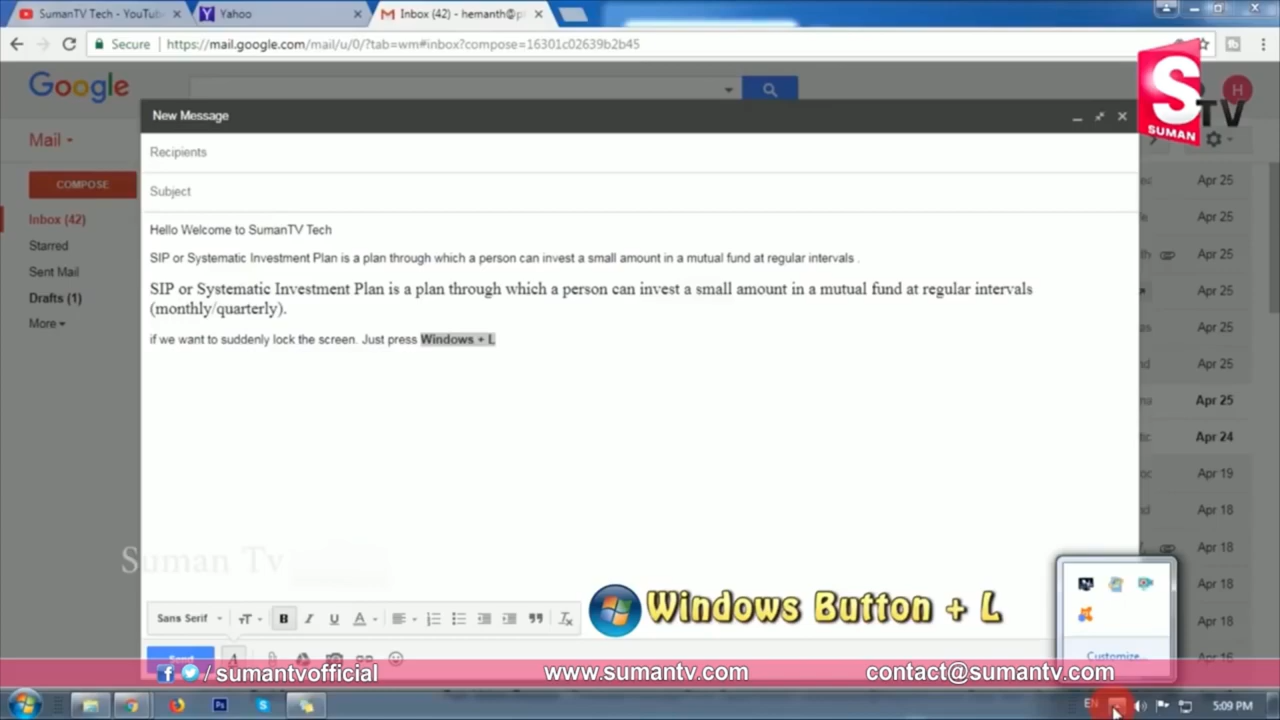 SumanTV Tech - YouTub
Yahoo
Inbox (42) - hemanth@p
Secure
https://mail.google.com/mail/u/0/?tab=wm#inbox?compose=16301c02639b2b45
Google
S
SUMAN
TV
H
New Message
Mail
Recipients
COMPOSE
Subject
Inbox (42)
Starred
Sent Mail
Drafts (1)
More
Hello Welcome to SumanTV Tech
SIP or Systematic Investment Plan is a plan through which a person can invest a small amount in a mutual fund at regular intervals .
SIP or Systematic Investment Plan is a plan through which a person can invest a small amount in a mutual fund at regular intervals
(monthly/quarterly).
if we want to suddenly lock the screen. Just press Windows + L
Apr 25
Apr 25
Apr 25
Apr 25
Apr 25
Apr 25
Apr 25
Apr 24
Apr 19
Apr 18
Apr 18
Apr 18
Apr 18
Apr 16
Suman Tv
Windows Button + L
Sans Serif
B I U A
Customize...
Send
/ sumantvofficial
www.sumantv.com
contact@sumantv.com
EN
5:09 PM